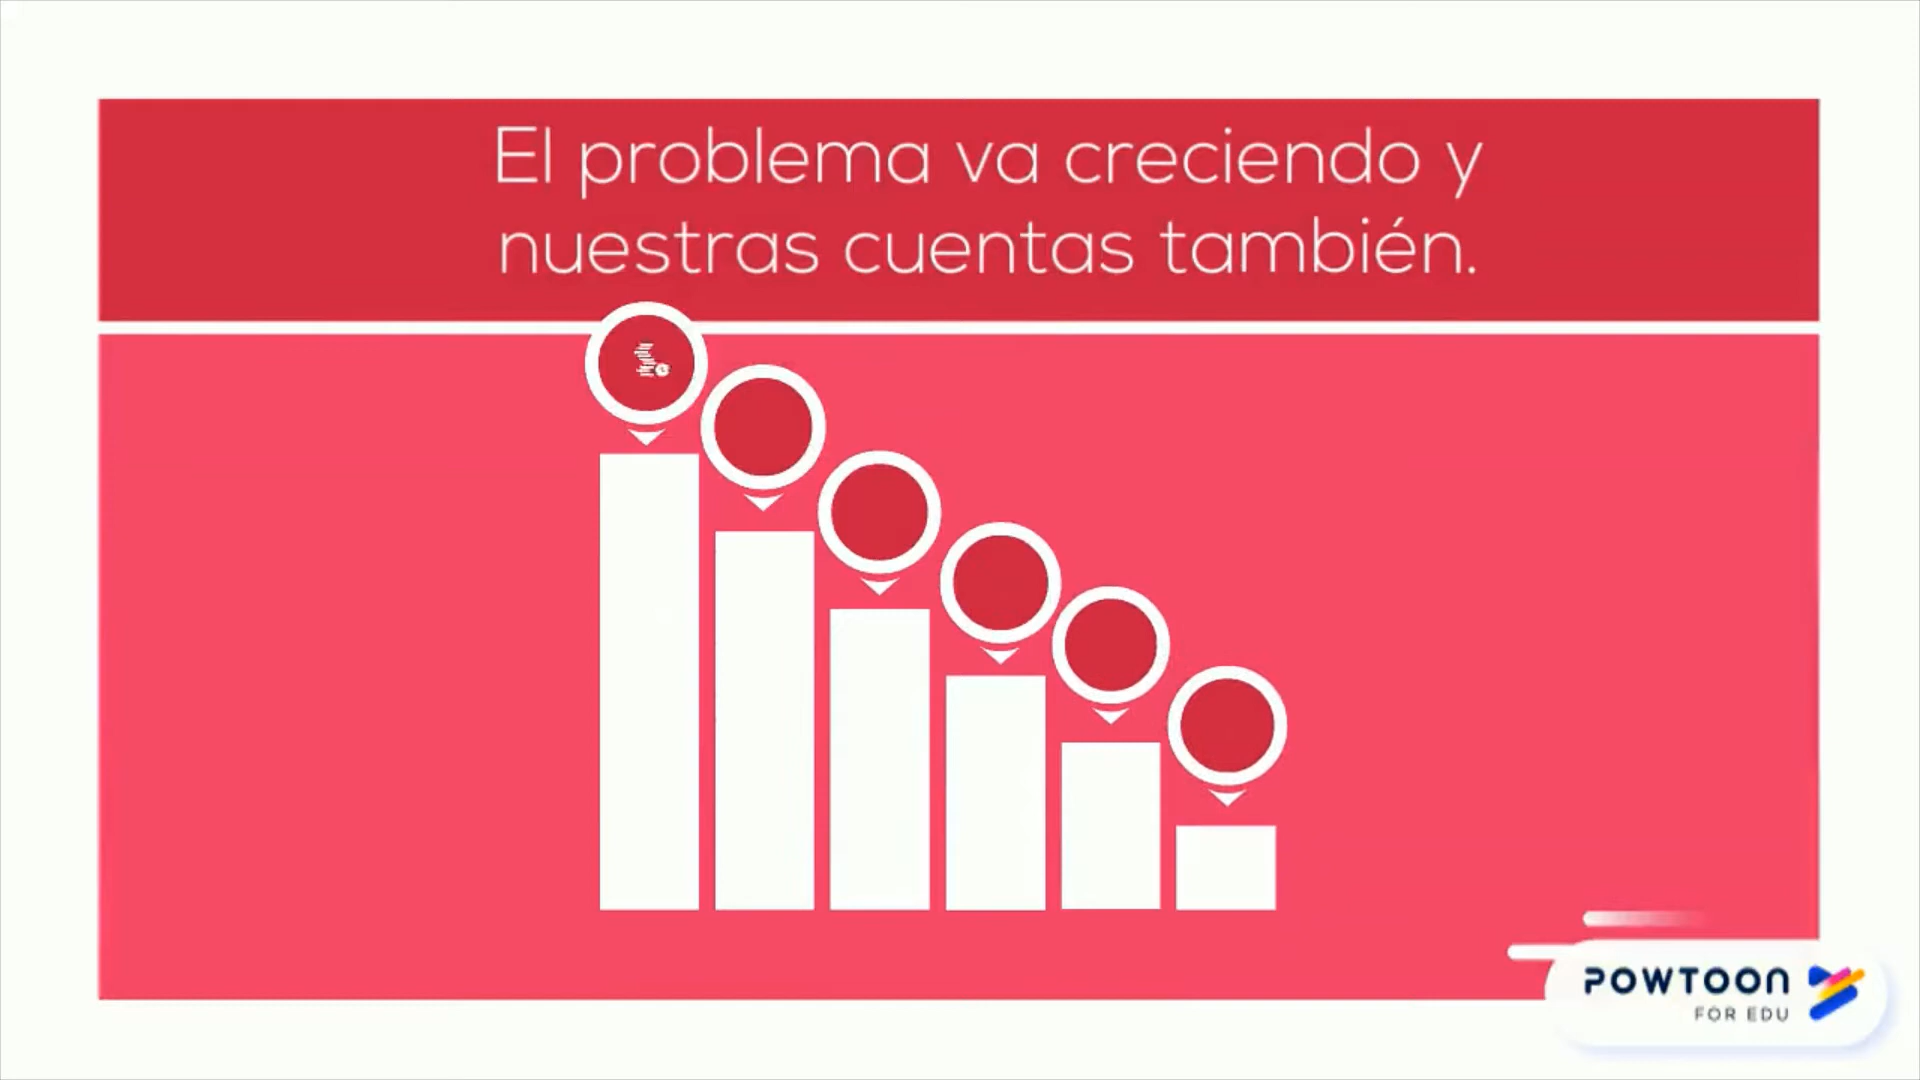 El problema va creciendo y
nuestras cuentas también.
POWTOON
FOR EDU